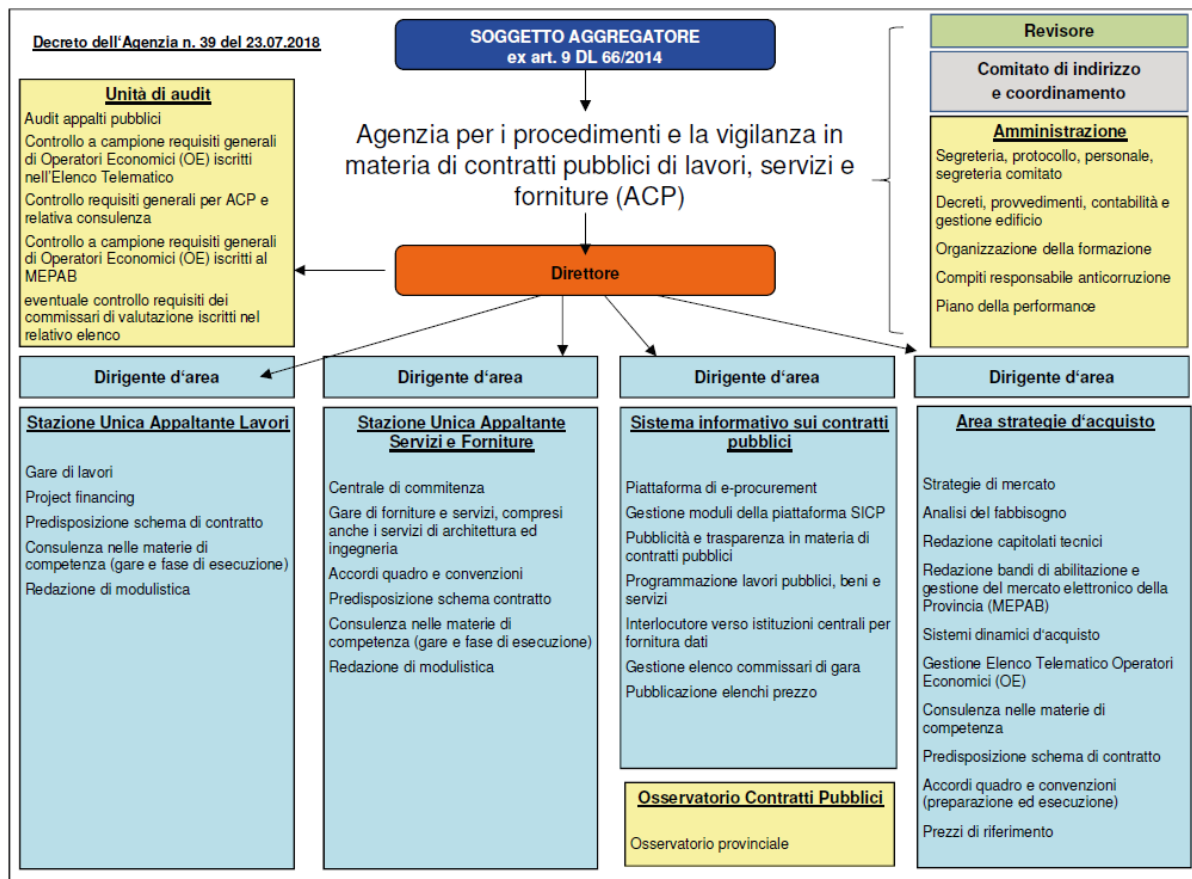 Decreto dell'Agenzia n. 39 del 23.07.2018
SOGGETTO AGGREGATORE
ex art. 9 DL 66/2014
Revisore
Comitato di indirizzo
e coordinamento
Unità di audit
Audit appalti pubblici
Controllo a campione requisiti generali
di Operatori Economici (OE) iscritti
nell'Elenco Telematico
Controllo requisiti generali per ACP e
relativa consulenza
Controllo a campione requisiti generali
di Operatori Economici (OE) iscritti al
MEPAB
eventuale controllo requisiti dei
commissari di valutazione iscritti nel
relativo elenco
Agenzia per i procedimenti e la vigilanza in
materia di contratti pubblici di lavori, servizi e
forniture (ACP)
Direttore
Amministrazione
Segreteria, protocollo, personale,
segreteria comitato
Decreti, provvedimenti, contabilità e
gestione edificio
Organizzazione della formazione
Compiti responsabile anticorruzione
Piano della performance
Dirigente d'area
Stazione Unica Appaltante Lavori
Gare di lavori
Project financing
Predisposizione schema di contratto
Consulenza nelle materie di
competenza (gare e fase di esecuzione)
Redazione di modulistica
Dirigente d'area
Stazione Unica Appaltante
Servizi e Forniture
Centrale di commitenza
Gare di forniture e servizi, compresi
anche i servizi di architettura ed
ingegneria
Accordi quadro e convenzioni
Predisposizione schema contratto
Consulenza nelle materie di
competenza (gare e fase di esecuzione)
Redazione di modulistica
Dirigente d'area
Sistema informativo sui contratti
pubblici
Piattaforma di e-procurement
Gestione moduli della piattaforma SICP
Pubblicità e trasparenza in materia di
contratti pubblici
Programmazione lavori pubblici, beni e
servizi
Interlocutore verso istituzioni centrali per
fornitura dati
Gestione elenco commissari di gara
Pubblicazione elenchi prezzo
Osservatorio Contratti Pubblici
Osservatorio provinciale
Dirigente d'area
Area strategie d'acquisto
Strategie di mercato
Analisi del fabbisogno
Redazione capitolati tecnici
Redazione bandi di abilitazione e
gestione del mercato elettronico della
Provincia (MEPAB)
Sistemi dinamici d'acquisto
Gestione Elenco Telematico Operatori
Economici (OE)
Consulenza nelle materie di
competenza
Predisposizione schema di contratto
Accordi quadro e convenzioni
(preparazione ed esecuzione)
Prezzi di riferimento